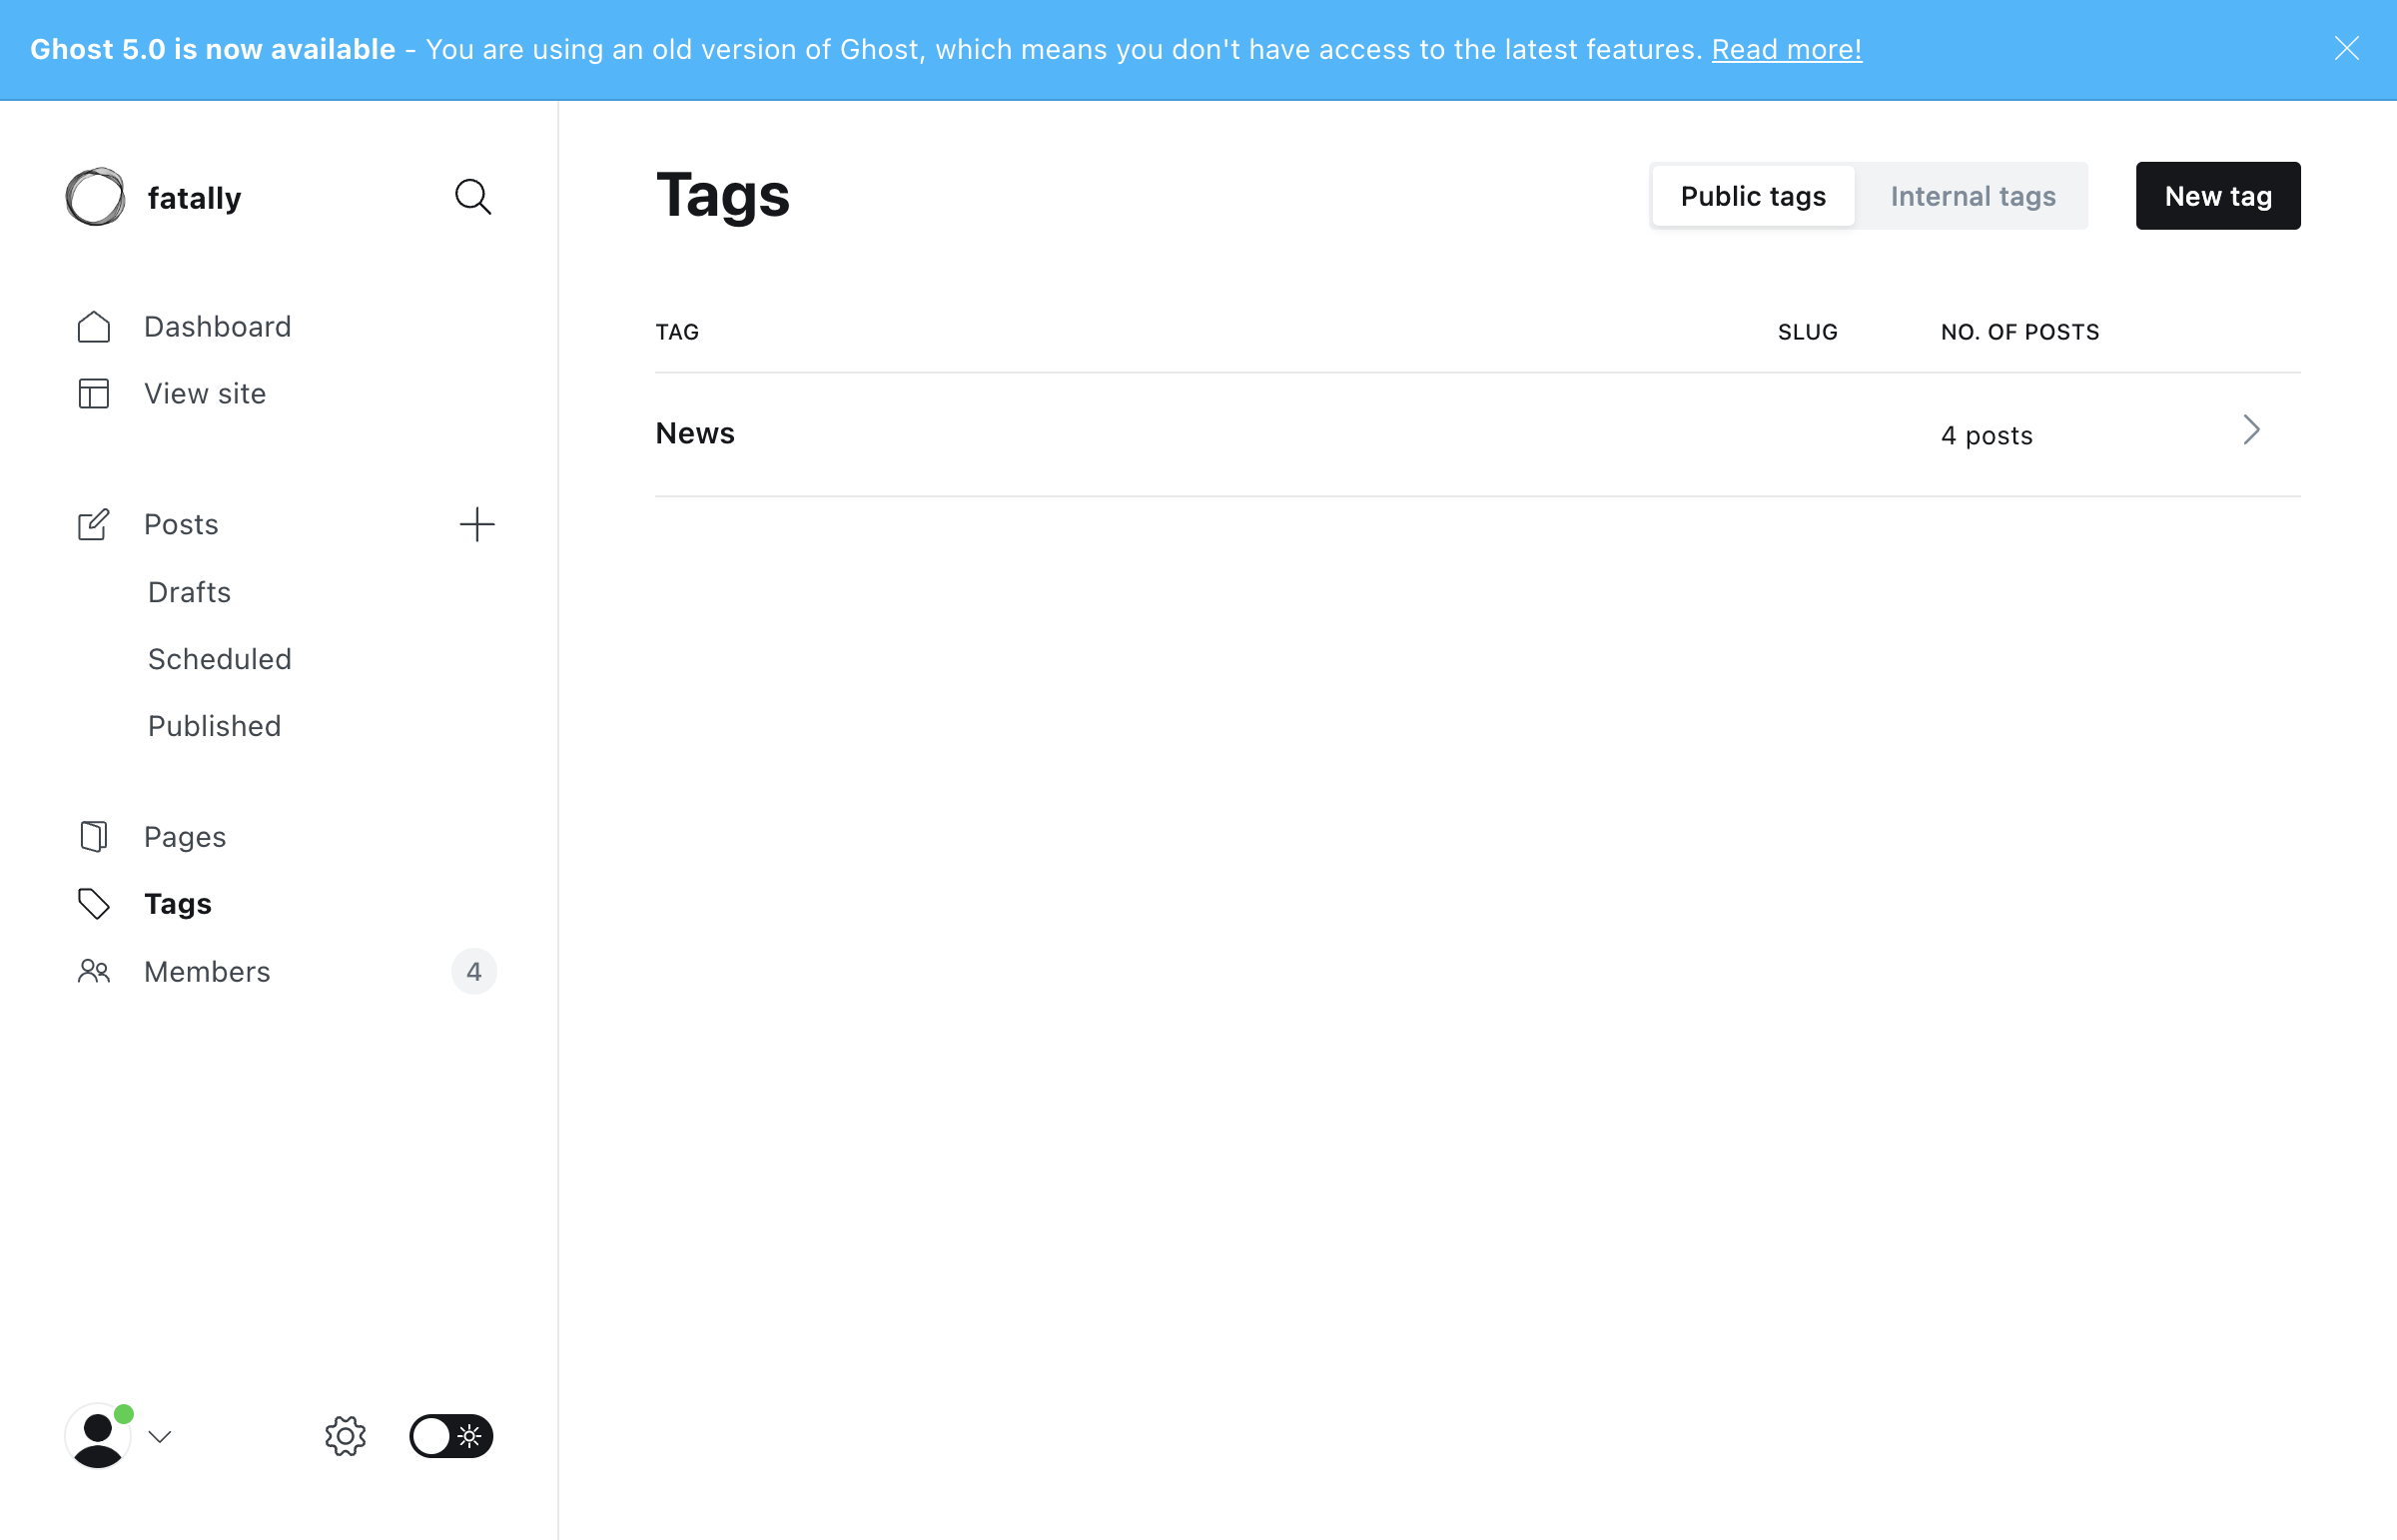 Ghost 5.0 is now available - You are using an old version of Ghost, which means you don't have access to the latest features. Read more!
fatally
Dashboard
View site
Posts
Drafts
Scheduled
Published
Pages
Tags
Members 4
Tags
Public tags Internal tags New tag
TAG SLUG NO. OF POSTS
News 4 posts